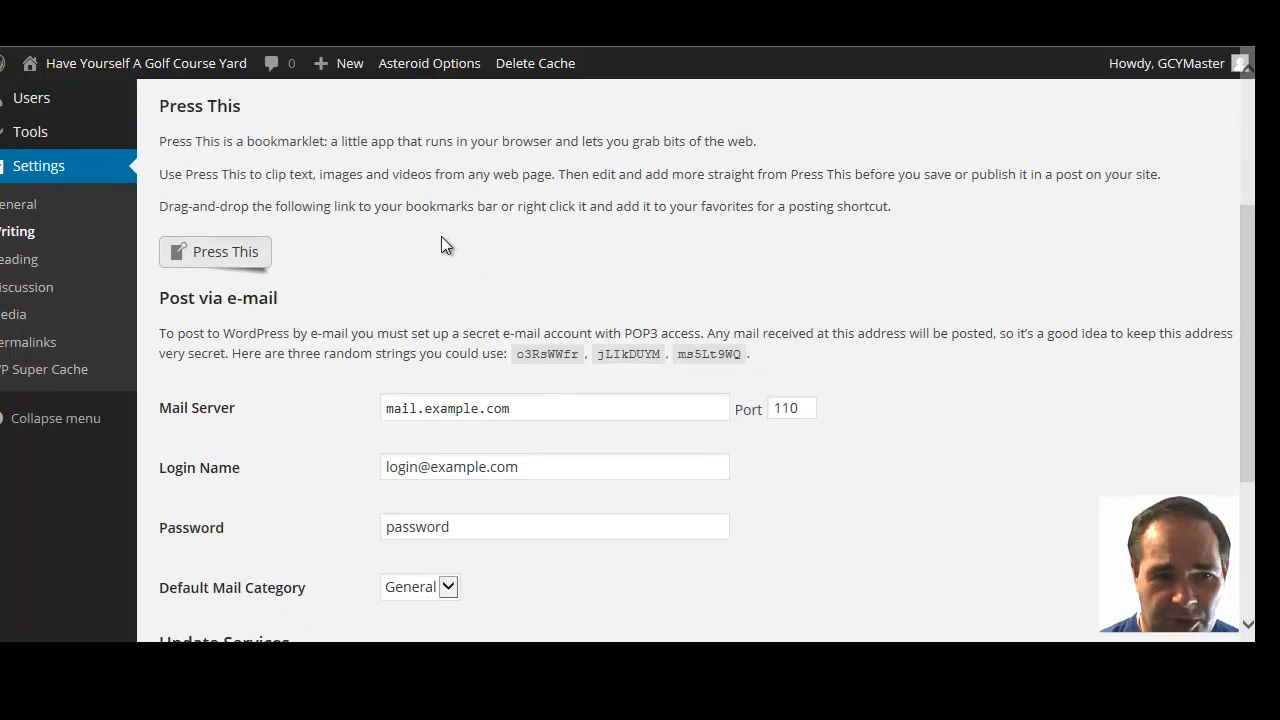 Have Yourself A Golf Course Yard 0 New Asteroid Options Delete Cache Howdy, GCYMaster
Users
Tools
Settings
eneral
riting
eading
iscussion
edia
ermalinks
P Super Cache
Collapse menu
Press This
Press This is a bookmarklet: a little app that runs in your browser and lets you grab bits of the web.
Use Press This to clip text, images and videos from any web page. Then edit and add more straight from Press This before you save or publish it in a post on your site.
Drag-and-drop the following link to your bookmarks bar or right click it and add it to your favorites for a posting shortcut.
Press This
Post via e-mail
To post to WordPress by e-mail you must set up a secret e-mail account with POP3 access. Any mail received at this address will be posted, so it's a good idea to keep this address
very secret. Here are three random strings you could use: o3RsWWfr , jLIkDUYM , ms5Lt9WQ .
Mail Server mail.example.com Port 110
Login Name login@example.com
Password password
Default Mail Category General
Update Services